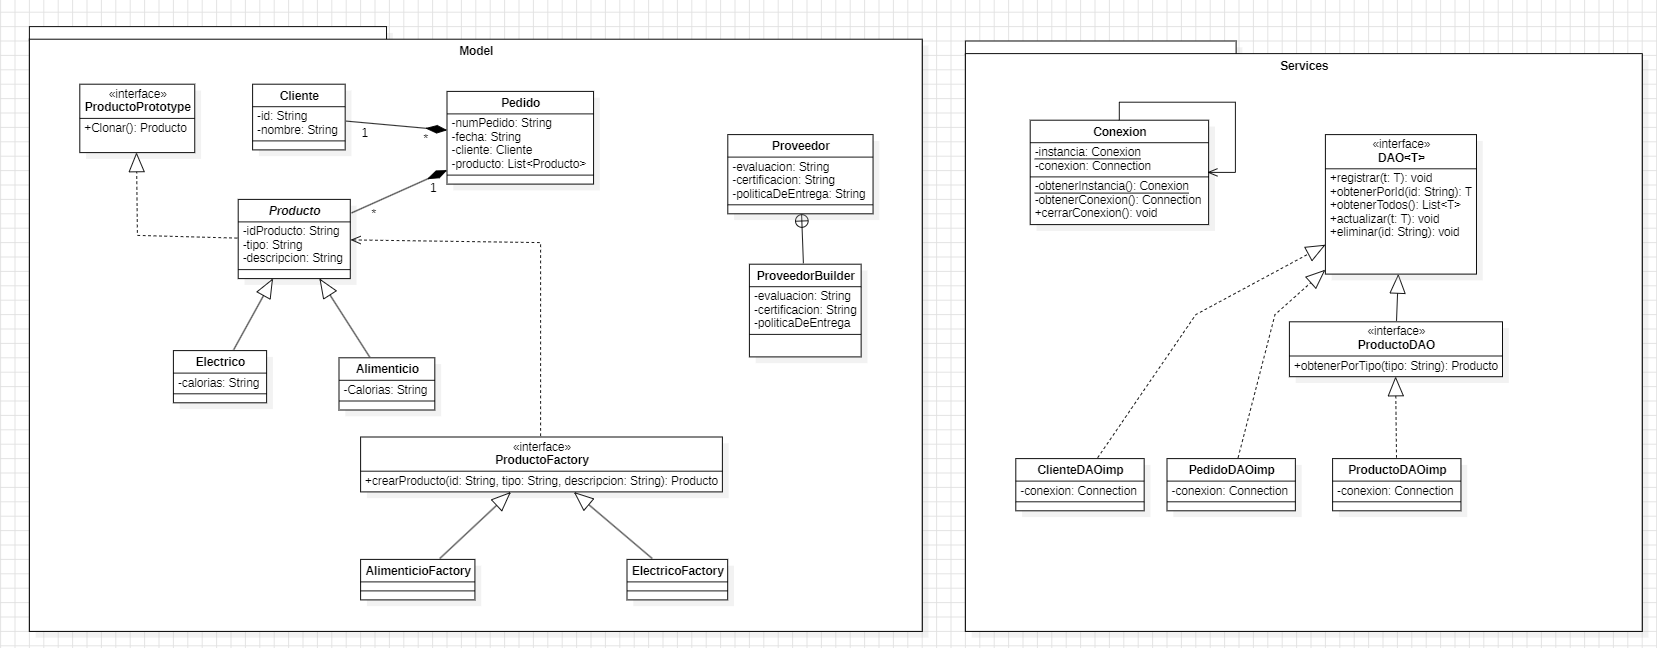 Model
«interface»
ProductoPrototype
+Clonar(): Producto
Cliente
-id: String
-nombre: String
1
*
Pedido
-numPedido: String
-fecha: String
-cliente: Cliente
-producto: List<Producto>
1
*
Producto
-idProducto: String
-tipo: String
-descripcion: String
Proveedor
-evaluacion: String
-certificacion: String
-politicaDeEntrega: String
ProveedorBuilder
-evaluacion: String
-certificacion: String
-politicaDeEntrega
Electrico
-calorias: String
Alimenticio
-Calorias: String
«interface»
ProductoFactory
+crearProducto(id: String, tipo: String, descripcion: String): Producto
AlimenticioFactory
ElectricoFactory
Services
Conexion
-instancia: Conexion
-conexion: Connection
-obtenerInstancia(): Conexion
-obtenerConexion(): Connection
+cerrarConexion(): void
«interface»
DAO<T>
+registrar(t: T): void
+obtenerPorId(id: String): T
+obtenerTodos(): List<T>
+actualizar(t: T): void
+eliminar(id: String): void
«interface»
ProductoDAO
+obtenerPorTipo(tipo: String): Producto
ClienteDAOimp
-conexion: Connection
PedidoDAOimp
-conexion: Connection
ProductoDAOimp
-conexion: Connection